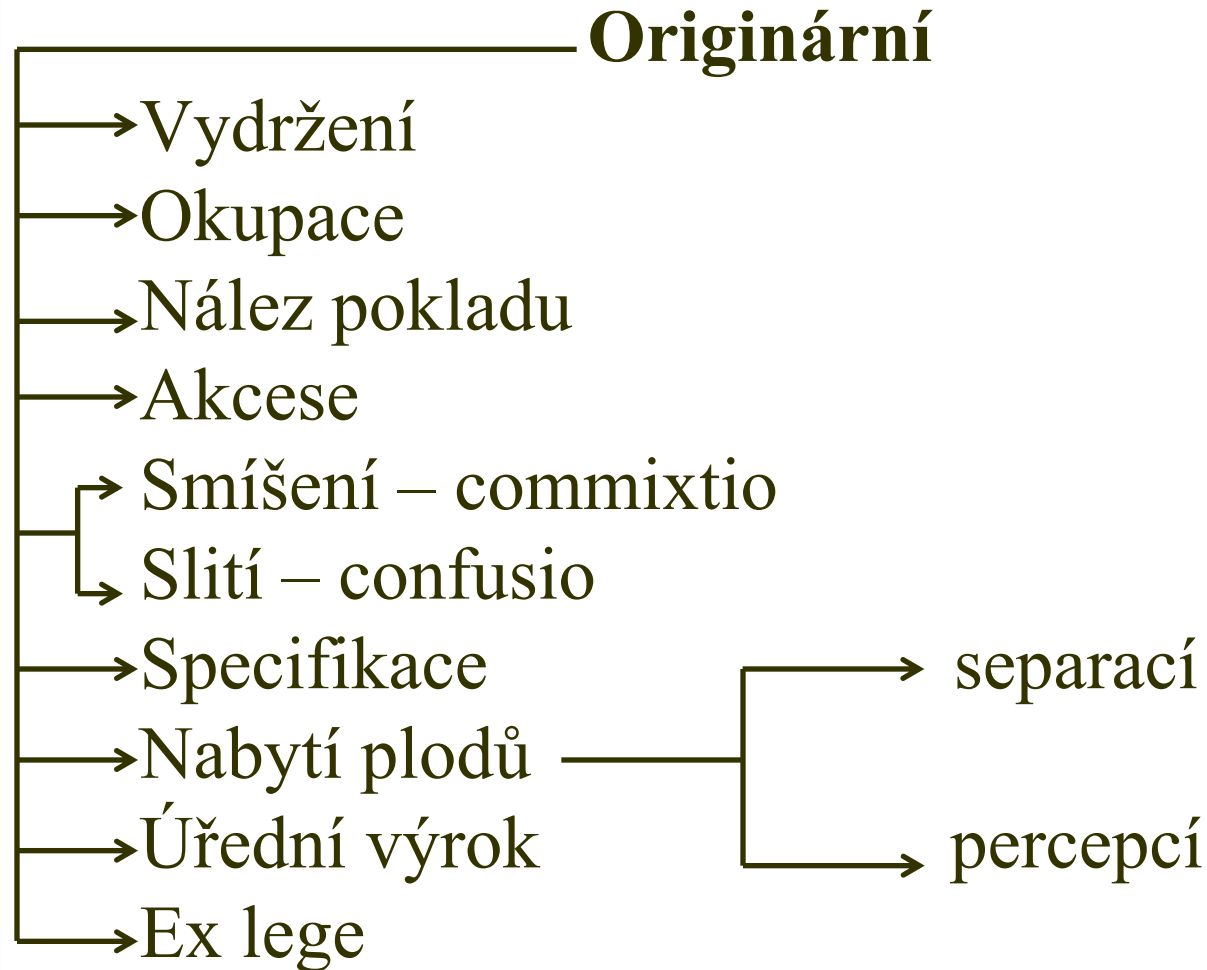 Originární
Vydržení
Okupace
Nález pokladu
Akcese
Smíšení – commixtio
Slití – confusio
Specifikace
separací
Nabytí plodů
Úřední výrok
percepcí
Ex lege